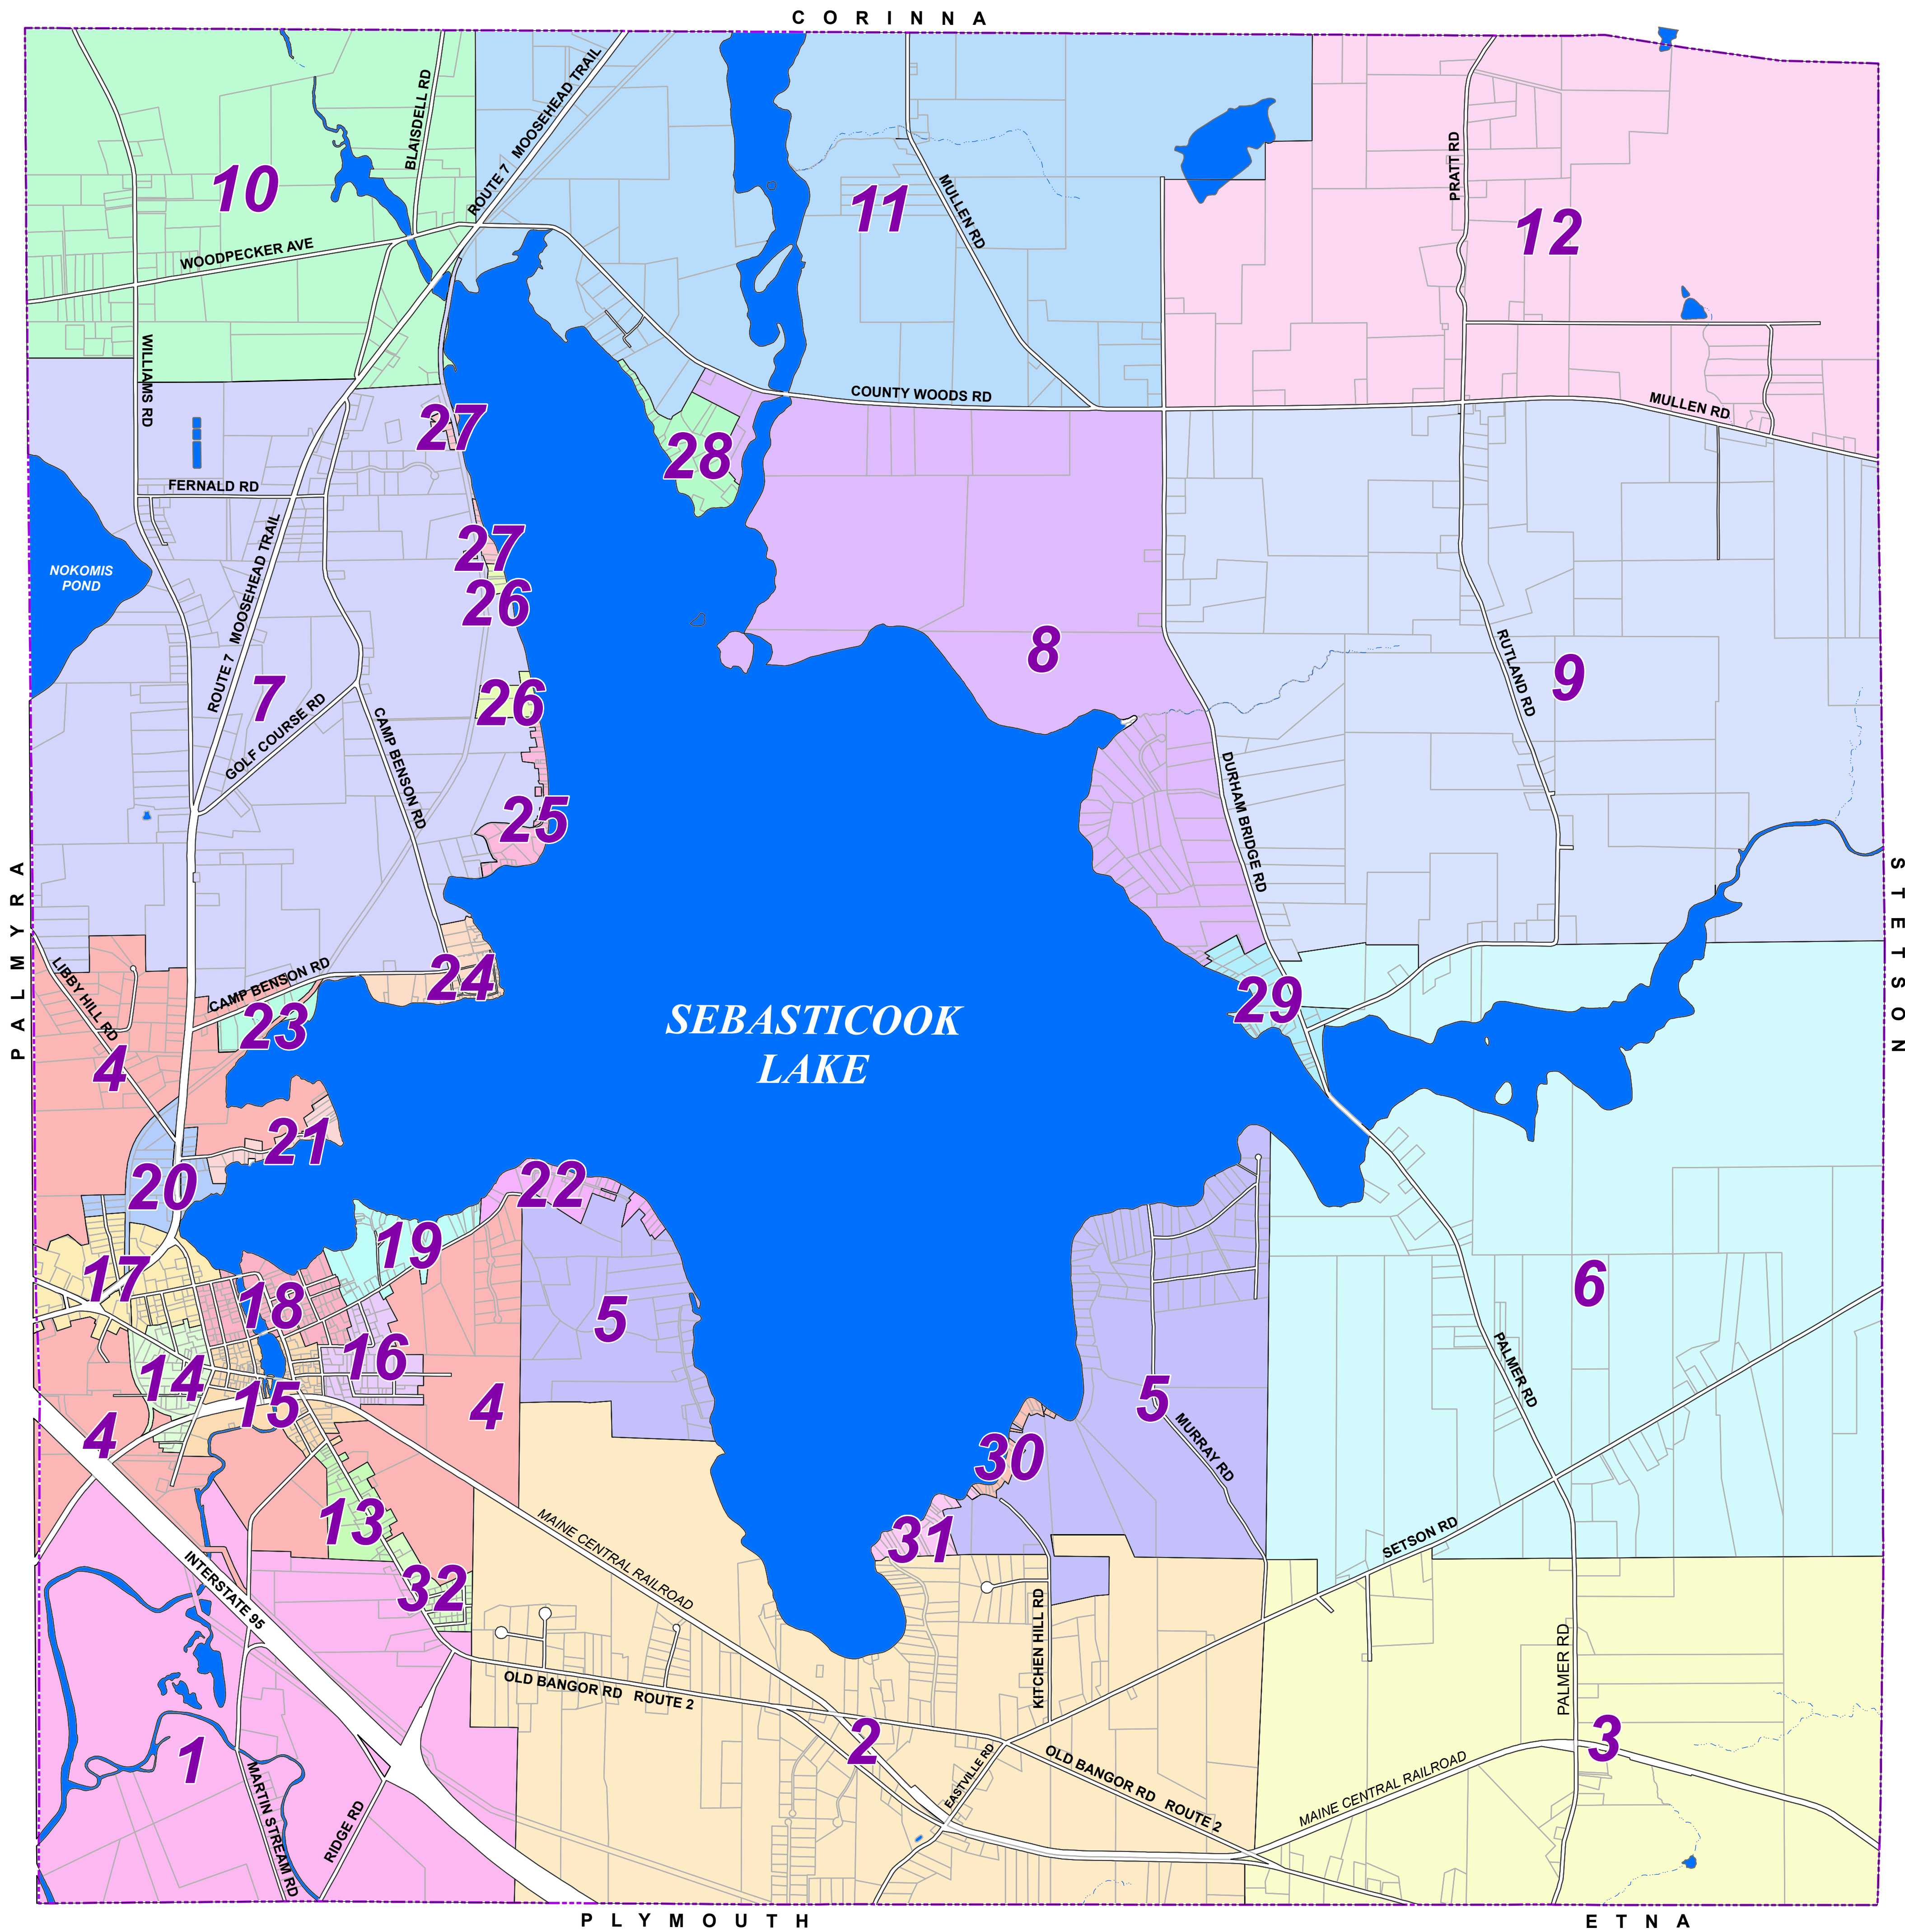 CORINNA
BLAISDELL RD
ROUTE 7 MOOSEHEAD TRAIL
10
11
12
MULLEN RD
PRATT RD
WOODPECKER AVE
WILLIAMS RD
COUNTY WOODS RD
MULLEN RD
27
28
FERNALD RD
27
NOKOMIS
POND
ROUTE 7 MOOSEHEAD TRAIL
26
8
RUTLAND RD
9
7
GOLF COURSE RD
CAMP BENSON RD
26
25
DURHAM BRIDGE RD
PALMYRA
STETSON
LIBBY HILL RD
CAMP BENSON RD
24
23
29
SEBASTICOOK
LAKE
4
21
20
22
19
17
18
5
6
16
14
15
4
4
5
PALMER RD
MURRAY RD
30
13
31
MAINE CENTRAL RAILROAD
SETSON RD
INTERSTATE 95
32
KITCHEN HILL RD
OLD BANGOR RD ROUTE 2
PALMER RD
1
2
3
MARTIN STREAM RD
RIDGE RD
EASTVILLE RD
OLD BANGOR RD ROUTE 2
MAINE CENTRAL RAILROAD
PLYMOUTH
ETNA